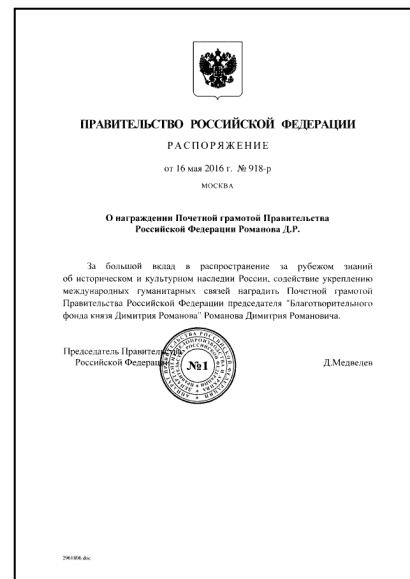 ПРАВИТЕЛЬСТВО РОССИЙСКОЙ ФЕДЕРАЦИИ
РАСПОРЯЖЕНИЕ
от 16 мая 2016 г. № 918-р
МОСКВА
О награждении Почетной грамотой Правительства
Российской Федерации Романова Д.Р.
За большой вклад в распространение за рубежом знаний
об историческом и культурном наследии России, содействие укреплению
международных гуманитарных связей наградить Почетной грамотой
Правительства Российской Федерации председателя "Благотворительного
фонда князя Димитрия Романова" Романова Димитрия Романовича.
Председатель Правительства
Российской Федерации
Д.Медведев
№1